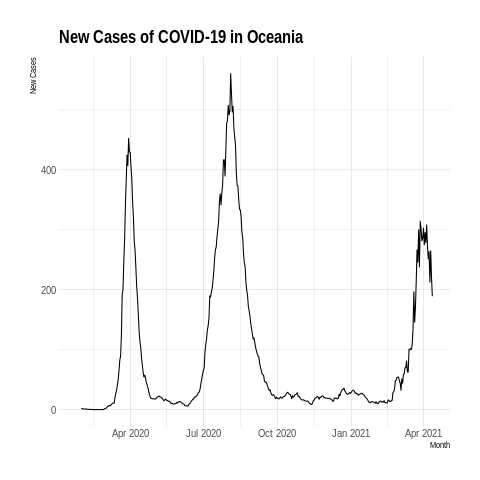 New Cases of COVID-19 in Oceania
New Cases
400
200
0
Apr 2020 Jul 2020 Oct 2020 Jan 2021 Apr 2021
Month